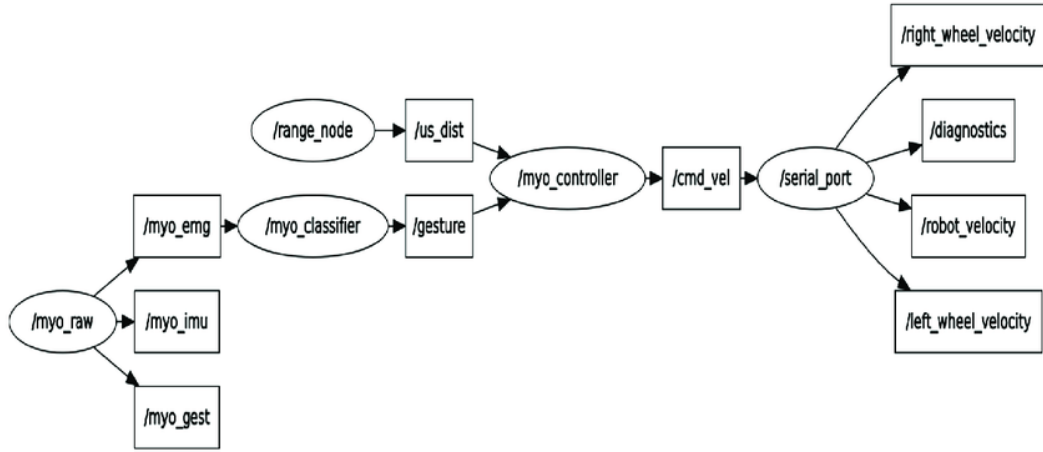 /right_wheel_velocity
/range_node
/us_dist
/diagnostics
/myo_controller
/cmd_vel
/serial_port
/myo_emg
/myo_classifier
/gesture
/robot_velocity
/myo_raw
/myo_imu
/left_wheel_velocity
/myo_gest